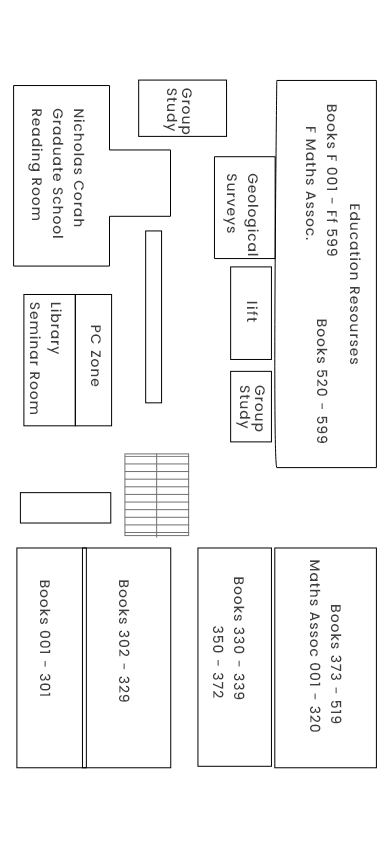 Education Resourses
Books F 001 - Ff 599
F Maths Assoc.
Books 520 - 599
Group
Study
Geological
Surveys
lift
Group
Study
Nicholas Corah
Graduate School
Reading Room
PC Zone
Library
Seminar Room
Books 373 - 519
Maths Assoc 001 - 320
Books 330 - 339
350 - 372
Books 302 - 329
Books 001 - 301